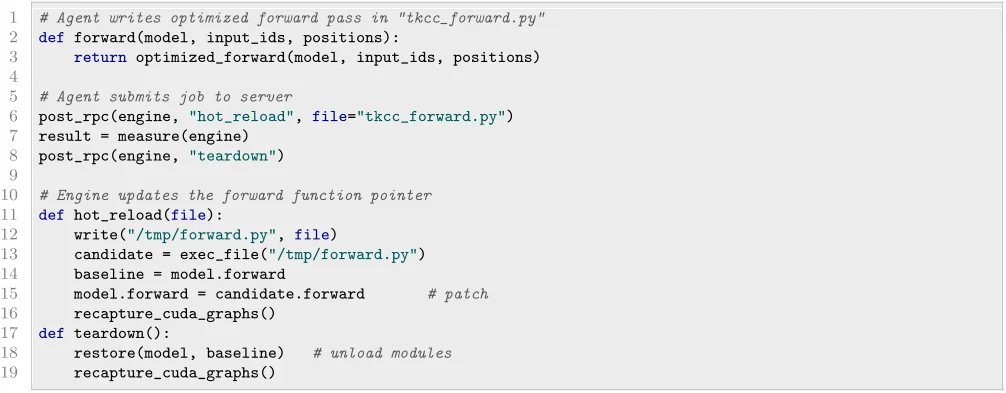 1 # Agent writes optimized forward pass in "tkcc_forward.py"
2 def forward(model, input_ids, positions):
3     return optimized_forward(model, input_ids, positions)
4
5 # Agent submits job to server
6 post_rpc(engine, "hot_reload", file="tkcc_forward.py")
7 result = measure(engine)
8 post_rpc(engine, "teardown")
9
10 # Engine updates the forward function pointer
11 def hot_reload(file):
12     write("/tmp/forward.py", file)
13     candidate = exec_file("/tmp/forward.py")
14     baseline = model.forward
15     model.forward = candidate.forward       # patch
16     recapture_cuda_graphs()
17 def teardown():
18     restore(model, baseline)   # unload modules
19     recapture_cuda_graphs()